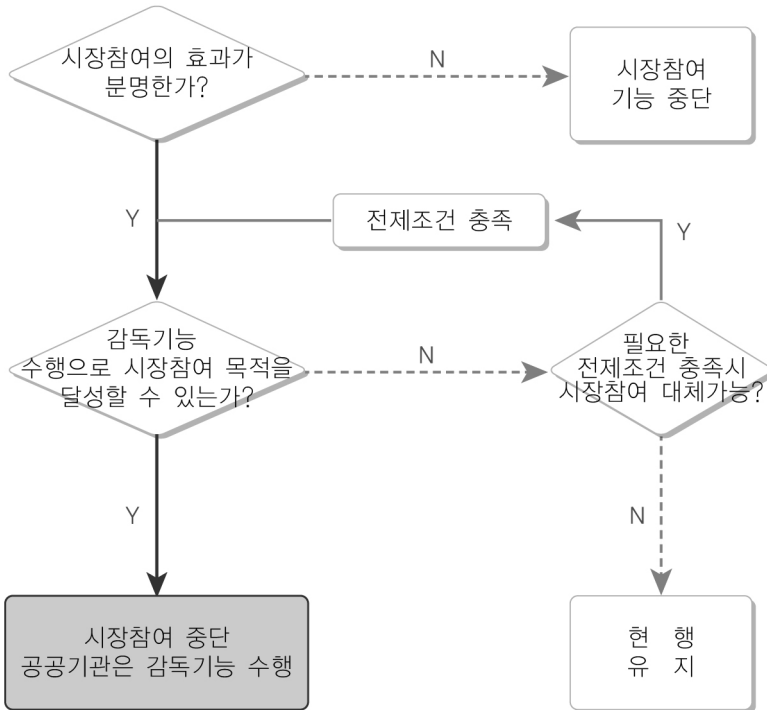 시장참여의 효과가
분명한가?
N
시장참여
기능 중단
Y
전제조건 충족
Y
감독기능
수행으로 시장참여 목적을
달성할 수 있는가?
N
필요한
전제조건 충족시
시장참여 대체가능?
Y
N
시장참여 중단
공공기관은 감독기능 수행
현 행
유 지